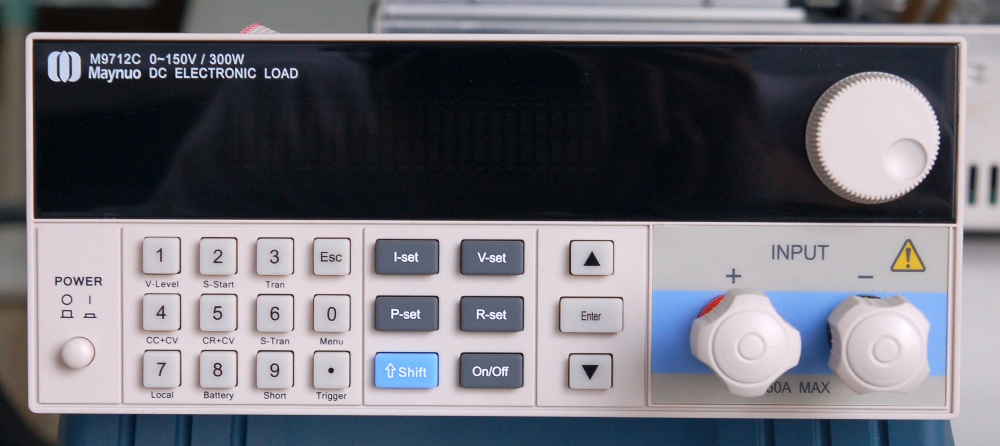 M9712C 0~150V / 300W
Maynuo DC ELECTRONIC LOAD
POWER
1 2 3 Esc
V-Level S-Start Tran
4 5 6 0
CC+CV CR+CV S-Tran Menu
7 8 9 •
Local Battery Short Trigger
I-set V-set
P-set R-set
⇧ Shift On/Off
▲
Enter
▼
INPUT
+ −
MAX